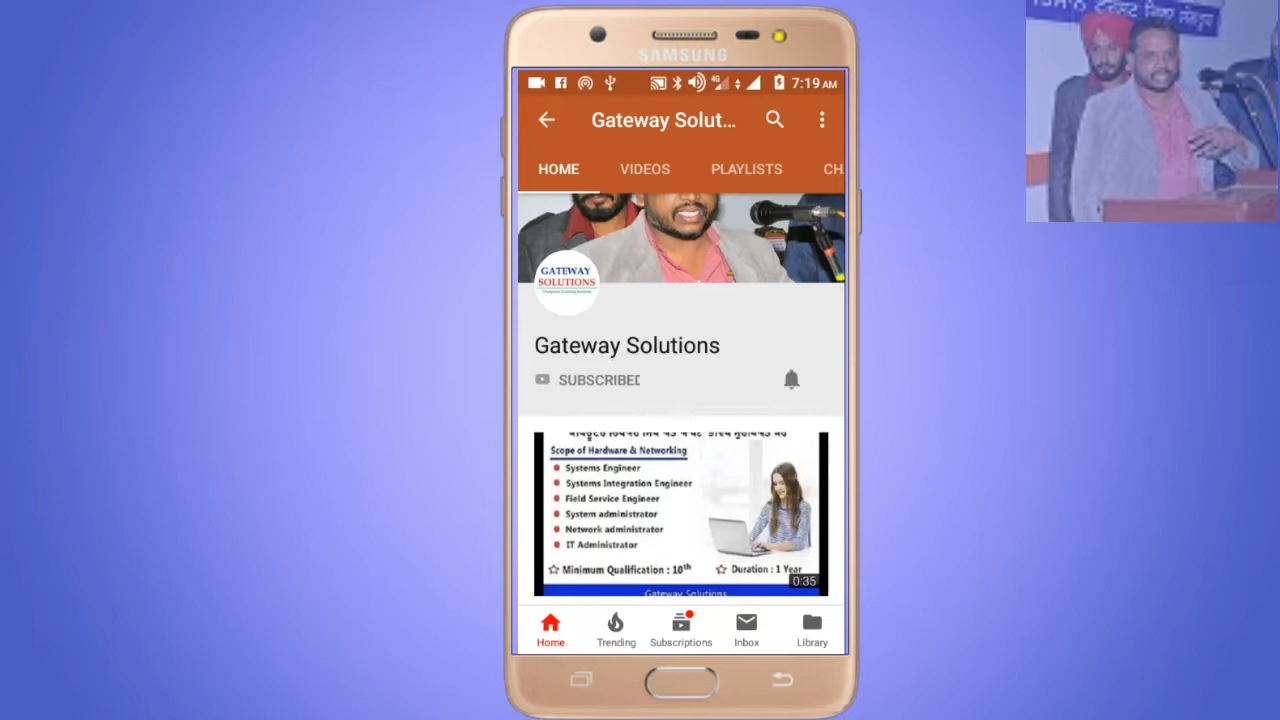 SAMSUNG
4G
7:19 AM
Gateway Solut...
HOME VIDEOS PLAYLISTS CH
GATEWAY
SOLUTIONS
Gateway Solutions
SUBSCRIBED
Scope of Hardware & Networking
Systems Engineer
Systems Integration Engineer
Field Service Engineer
System administrator
Network administrator
IT Administrator
Minimum Qualification : 10th
Duration : 1 Year
0:35
Gateway Solutions
Home Trending Subscriptions Inbox Library